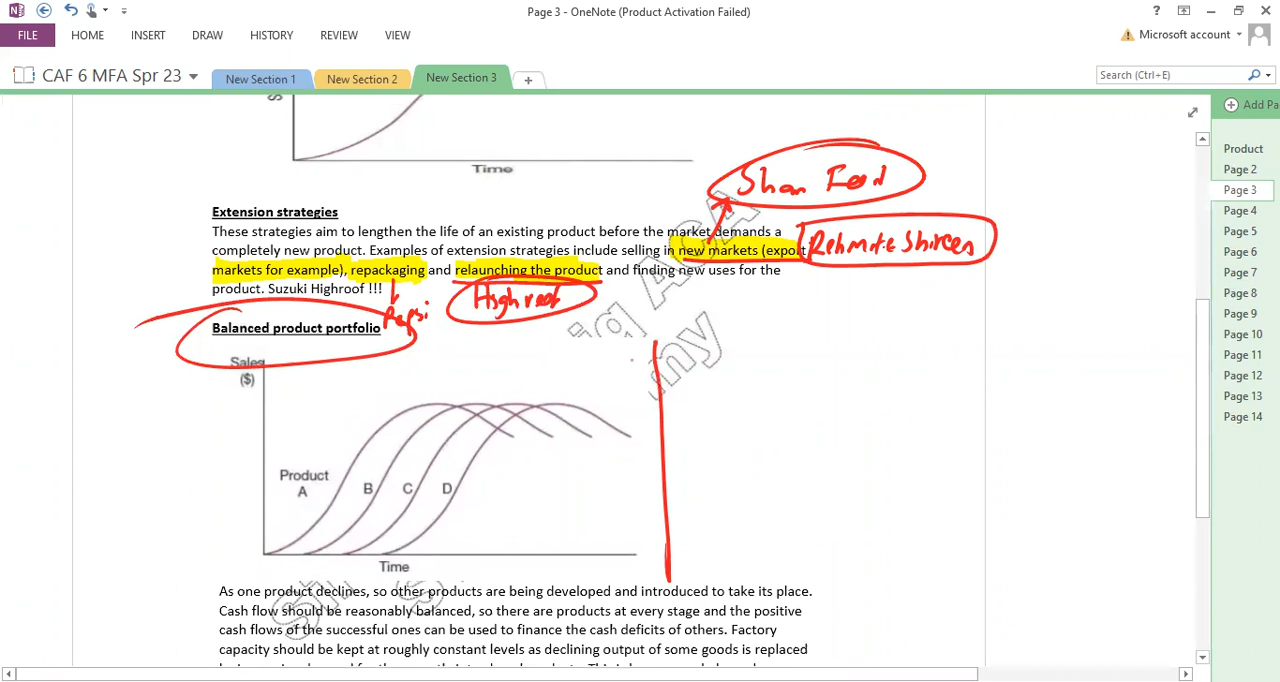 Page 3 - OneNote (Product Activation Failed)
FILE HOME INSERT DRAW HISTORY REVIEW VIEW
Microsoft account
CAF 6 MFA Spr 23
New Section 1
New Section 2
New Section 3
Search (Ctrl+E)
Add Pa
Product
Page 2
Page 3
Page 4
Page 5
Page 6
Page 7
Page 8
Page 9
Page 10
Page 11
Page 12
Page 13
Page 14
Time
Shan Food
Extension strategies
These strategies aim to lengthen the life of an existing product before the market demands a
completely new product. Examples of extension strategies include selling in new markets (export
Rehmat e Shireen
markets for example), repackaging and relaunching the product and finding new uses for the
product. Suzuki Highroof !!!
High roof
Pepsi
Balanced product portfolio
Sales
($)
Product
A
B
C
D
Time
As one product declines, so other products are being developed and introduced to take its place.
Cash flow should be reasonably balanced, so there are products at every stage and the positive
cash flows of the successful ones can be used to finance the cash deficits of others. Factory
capacity should be kept at roughly constant levels as declining output of some goods is replaced